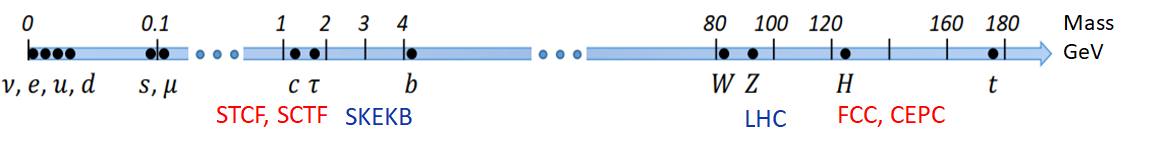 0 0.1 1 2 3 4 80 100 120 160 180 Mass
GeV
ν, e, u, d s, μ c τ b W Z H t
STCF, SCTF SKEKB LHC FCC, CEPC